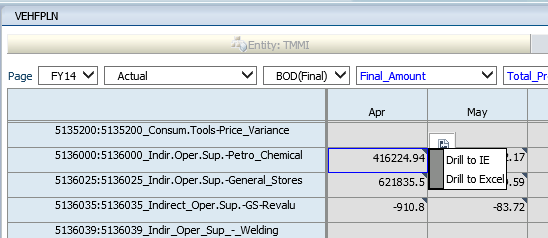 VEHFPLN
Entity: TMMI
Page FY14 Actual BOD(Final) Final_Amount Total_Pr
Apr May
5135200:5135200_Consum.Tools-Price_Variance
5136000:5136000_Indir.Oper.Sup.-Petro_Chemical 416224.94 2.17
Drill to IE
5136025:5136025_Indir.Oper.Sup.-General_Stores 621835.5 .59
Drill to Excel
5136035:5136035_Indirect_Oper.Sup.-GS-Revalu -910.8 -83.72
5136039:5136039_Indir_Oper_Sup_-_Welding